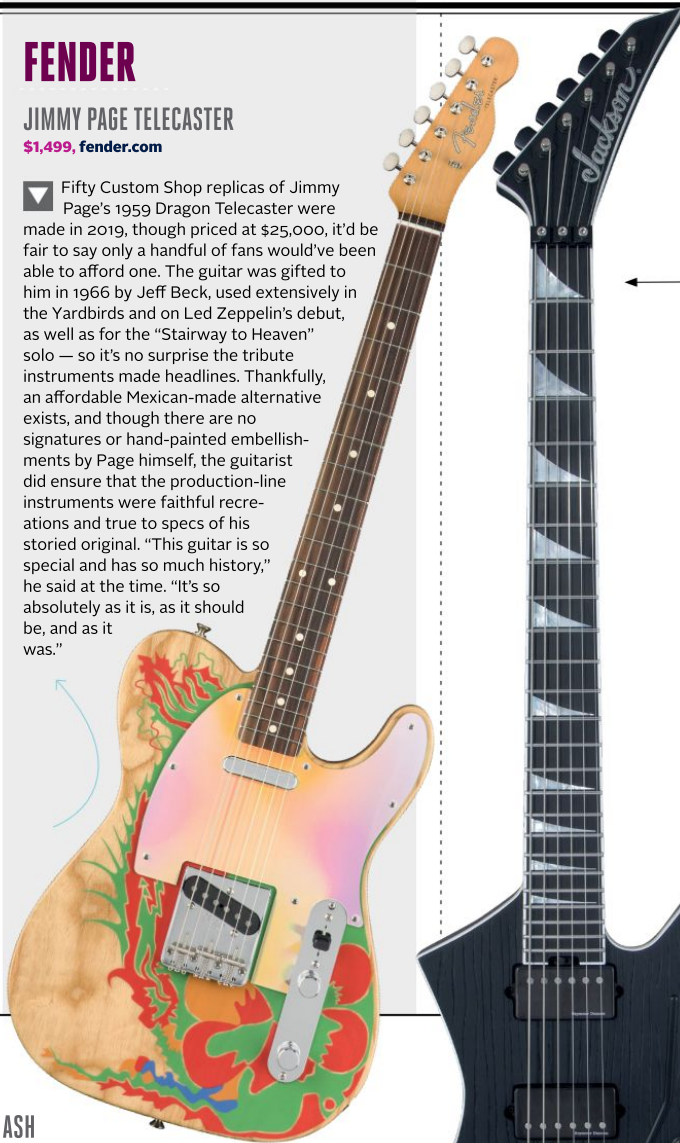 FENDER
JIMMY PAGE TELECASTER
$1,499, fender.com
Fifty Custom Shop replicas of Jimmy
Page's 1959 Dragon Telecaster were
made in 2019, though priced at $25,000, it'd be
fair to say only a handful of fans would've been
able to afford one. The guitar was gifted to
him in 1966 by Jeff Beck, used extensively in
the Yardbirds and on Led Zeppelin's debut,
as well as for the “Stairway to Heaven”
solo — so it's no surprise the tribute
instruments made headlines. Thankfully,
an affordable Mexican-made alternative
exists, and though there are no
signatures or hand-painted embellish-
ments by Page himself, the guitarist
did ensure that the production-line
instruments were faithful recre-
ations and true to specs of his
storied original. “This guitar is so
special and has so much history,”
he said at the time. “It's so
absolutely as it is, as it should
be, and as it
was.”
Fender
TELECASTER
Jackson
Seymour Duncan
Seymour Duncan
ASH